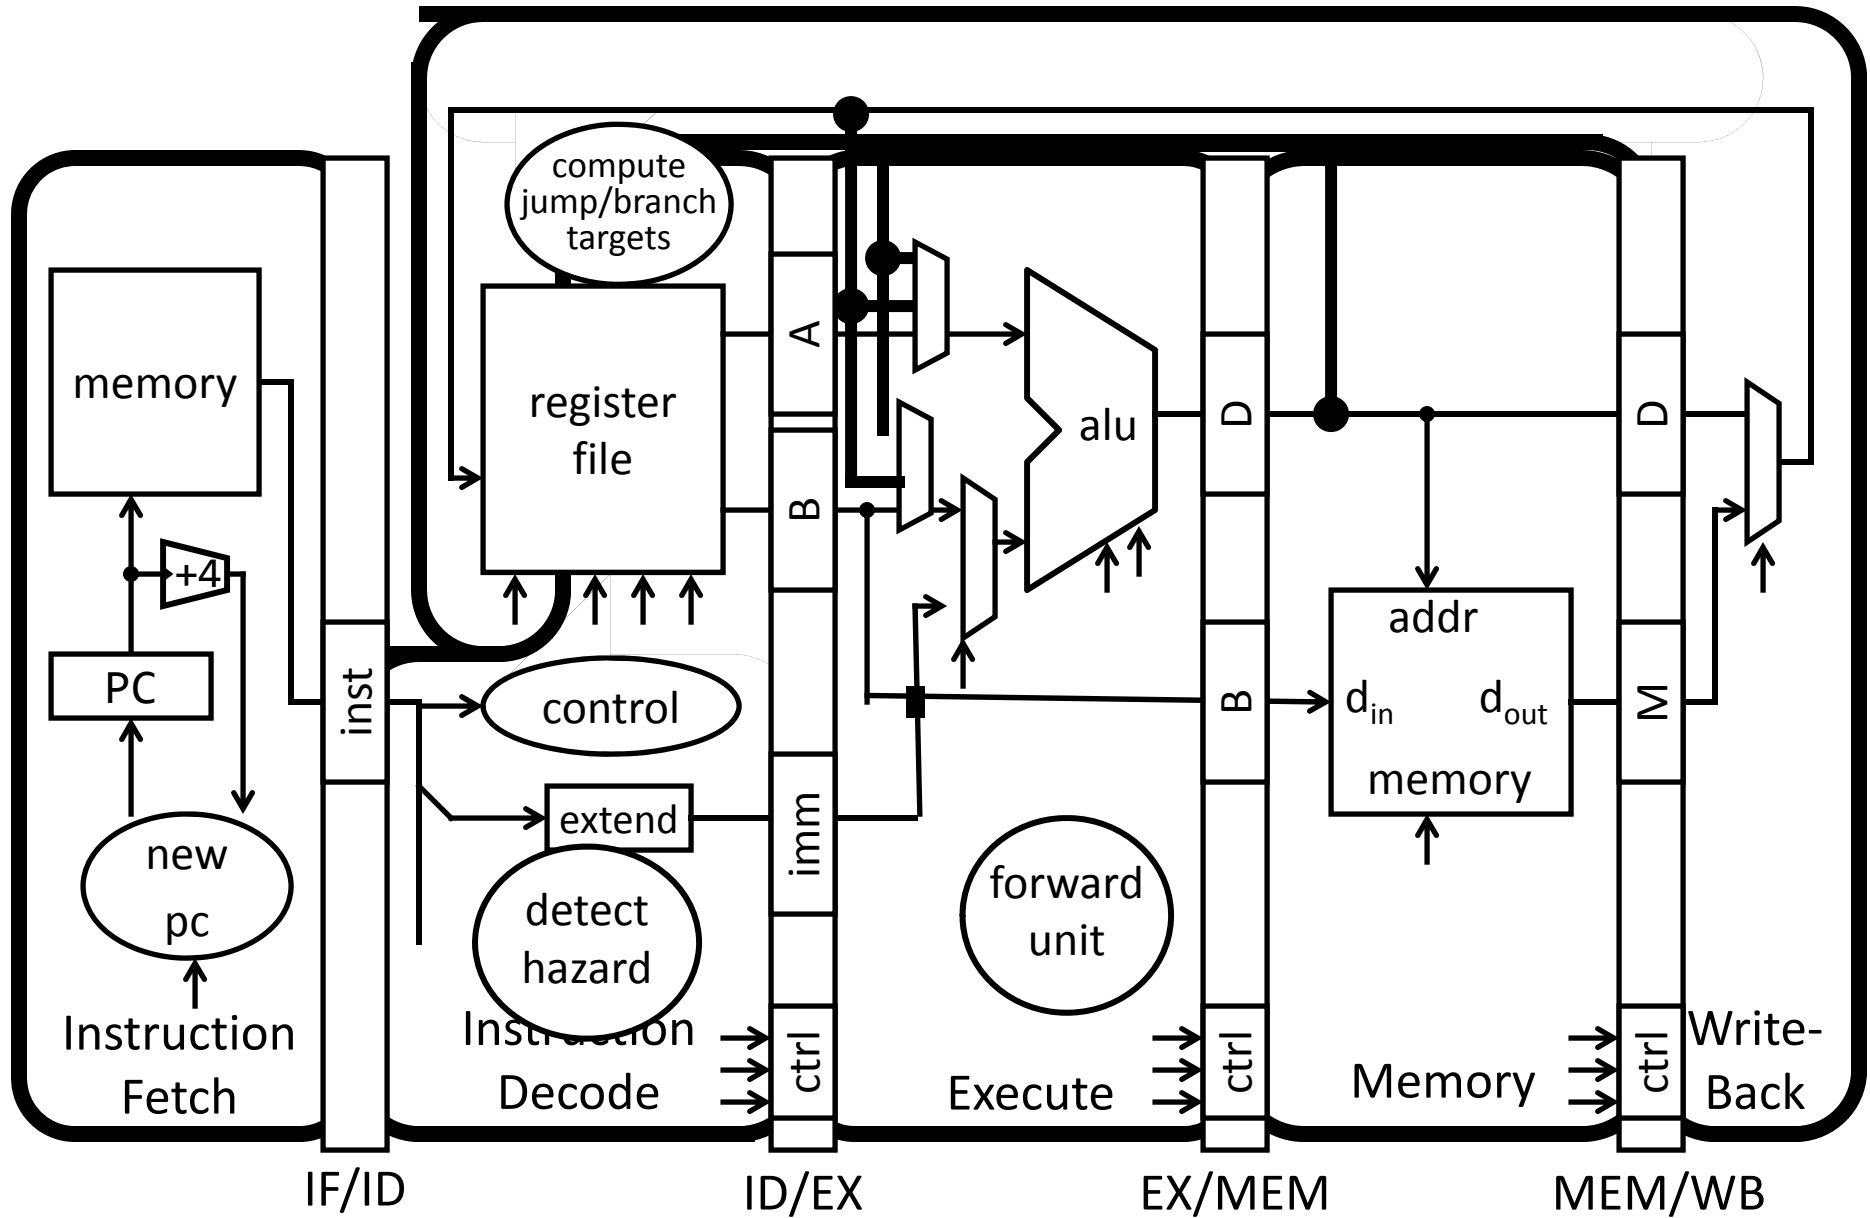 compute
jump/branch
targets
memory
register
file
alu
A
B
D
D
+4
PC
inst
control
addr
d_in
d_out
memory
B
M
extend
imm
new
pc
detect
hazard
forward
unit
Instruction
Fetch
Instruction
Decode
ctrl
Execute
ctrl
Memory
ctrl
Write-
Back
IF/ID
ID/EX
EX/MEM
MEM/WB